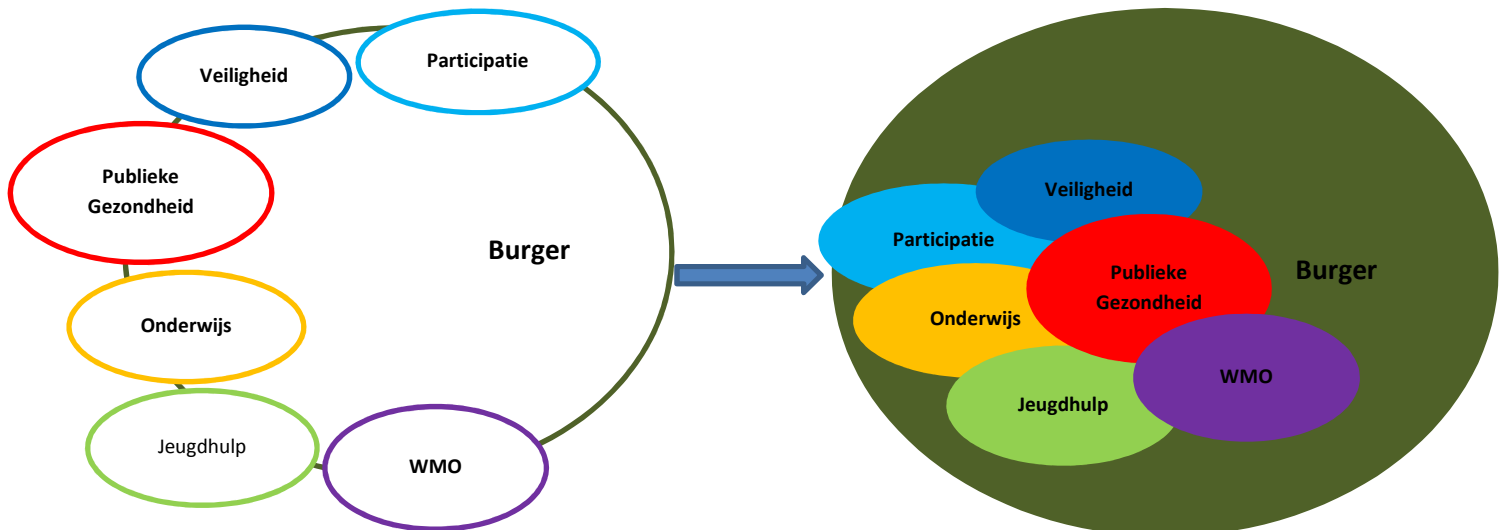 Veiligheid
Participatie
Publieke
Gezondheid
Burger
Onderwijs
Jeugdhulp
WMO
Veiligheid
Participatie
Publieke
Gezondheid
Burger
Onderwijs
Jeugdhulp
WMO